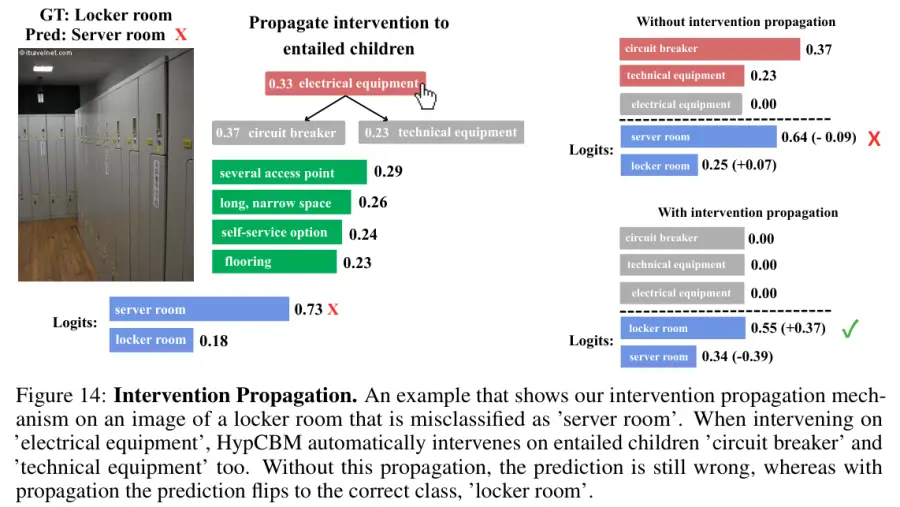 GT: Locker room
Pred: Server room X
© itravelnet.com
Propagate intervention to
entailed children
0.33 electrical equipment
0.37 circuit breaker
0.23 technical equipment
several access point 0.29
long, narrow space 0.26
self-service option 0.24
flooring 0.23
Logits:
server room 0.73 X
locker room 0.18
Without intervention propagation
circuit breaker 0.37
technical equipment 0.23
electrical equipment 0.00
Logits:
server room 0.64 (- 0.09) X
locker room 0.25 (+0.07)
With intervention propagation
circuit breaker 0.00
technical equipment 0.00
electrical equipment 0.00
Logits:
locker room 0.55 (+0.37) ✓
server room 0.34 (-0.39)
Figure 14: Intervention Propagation. An example that shows our intervention propagation mech-
anism on an image of a locker room that is misclassified as ’server room’. When intervening on
’electrical equipment’, HypCBM automatically intervenes on entailed children ’circuit breaker’ and
’technical equipment’ too. Without this propagation, the prediction is still wrong, whereas with
propagation the prediction flips to the correct class, ’locker room’.